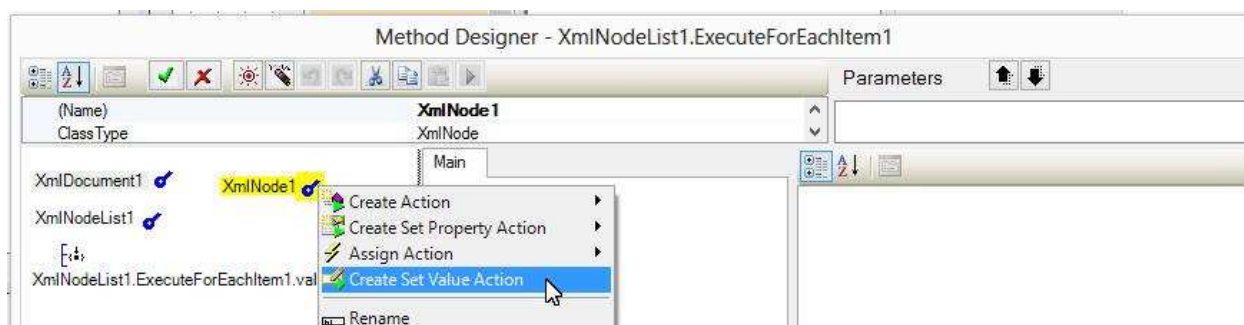 Method Designer - XmlNodeList1.ExecuteForEachItem1
Parameters
(Name) XmlNode1
ClassType XmlNode
Main
XmlDocument1 XmlNode1
XmlNodeList1
Create Action
Create Set Property Action
Assign Action
XmlNodeList1.ExecuteForEachItem1.val Create Set Value Action
Rename